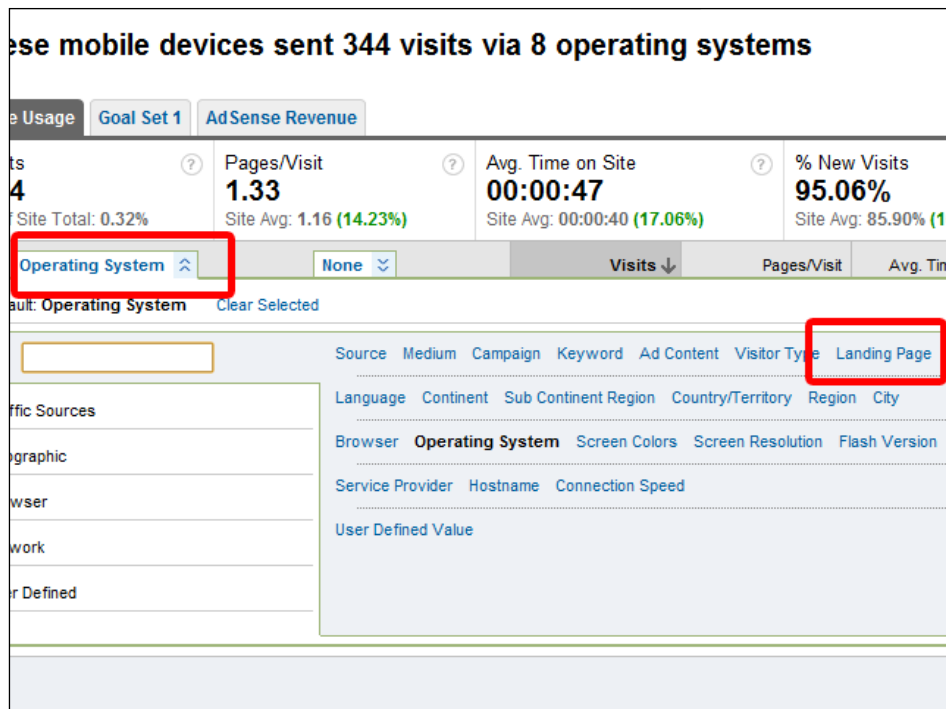 ese mobile devices sent 344 visits via 8 operating systems
e Usage Goal Set 1 AdSense Revenue
ts ? Pages/Visit ? Avg. Time on Site ? % New Visits
4 1.33 00:00:47 95.06%
f Site Total: 0.32% Site Avg: 1.16 (14.23%) Site Avg: 00:00:40 (17.06%) Site Avg: 85.90% (1
Operating System None Visits Pages/Visit Avg. Tim
ault: Operating System Clear Selected
Source Medium Campaign Keyword Ad Content Visitor Type Landing Page
Language Continent Sub Continent Region Country/Territory Region City
ffic Sources
Browser Operating System Screen Colors Screen Resolution Flash Version
ographic
Service Provider Hostname Connection Speed
wser
User Defined Value
work
er Defined